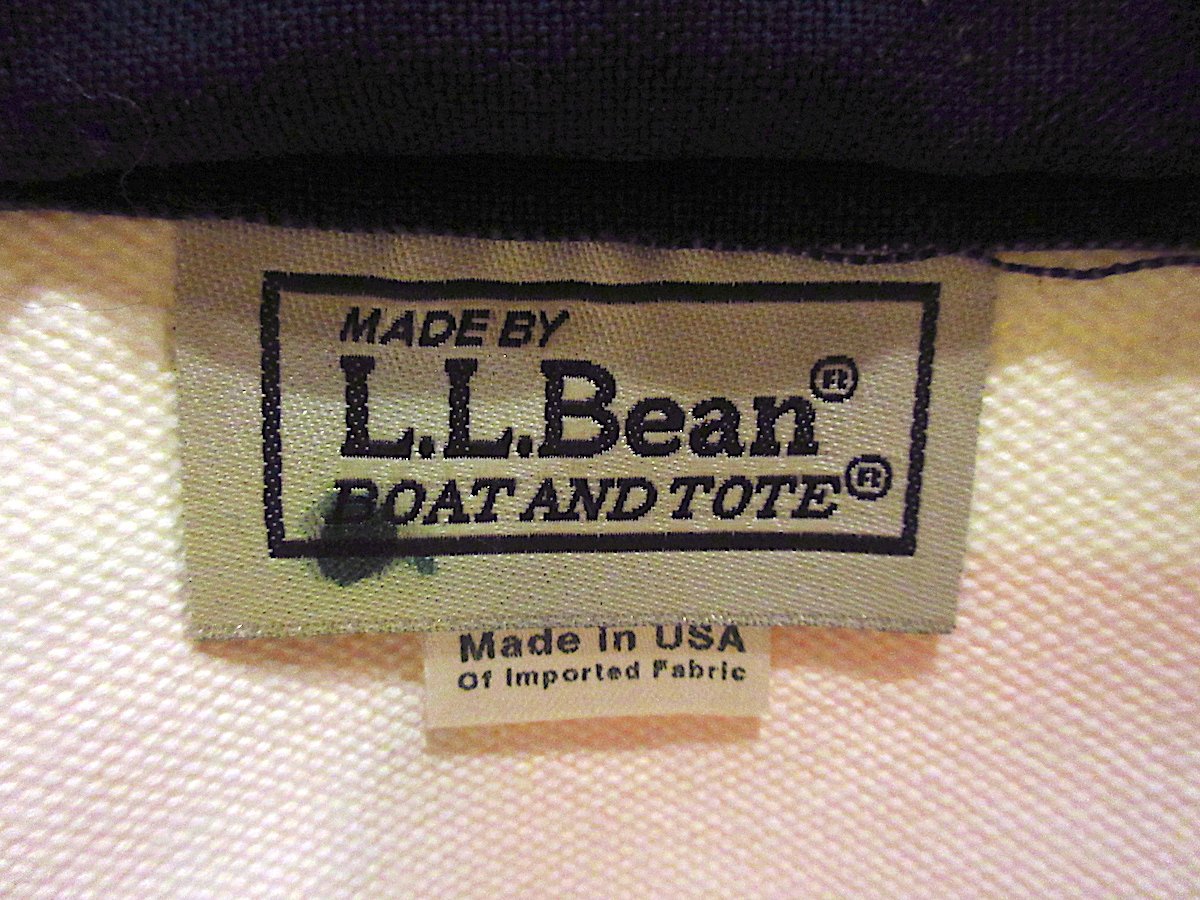 MADE BY
L.L.Bean®
BOAT AND TOTE®
Made in USA
Of Imported Fabric